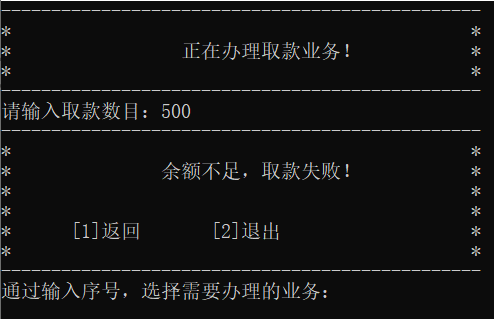 ------------------------------------------------
*                                              *
*                 正在办理取款业务！           *
*                                              *
------------------------------------------------
请输入取款数目：500
------------------------------------------------
*                                              *
*               余额不足，取款失败！           *
*                                              *
*                                              *
*      [1]返回       [2]退出                   *
*                                              *
------------------------------------------------
通过输入序号，选择需要办理的业务：